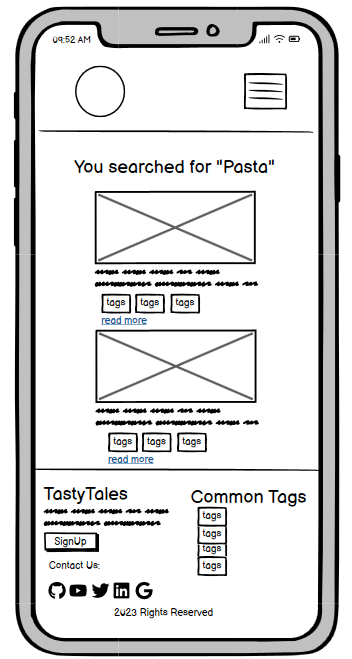 09:52 AM
You searched for "Pasta"
tags tags tags
read more
tags tags tags
read more
TastyTales
SignUp
Contact Us:
Common Tags
tags
tags
tags
tags
2023 Rights Reserved